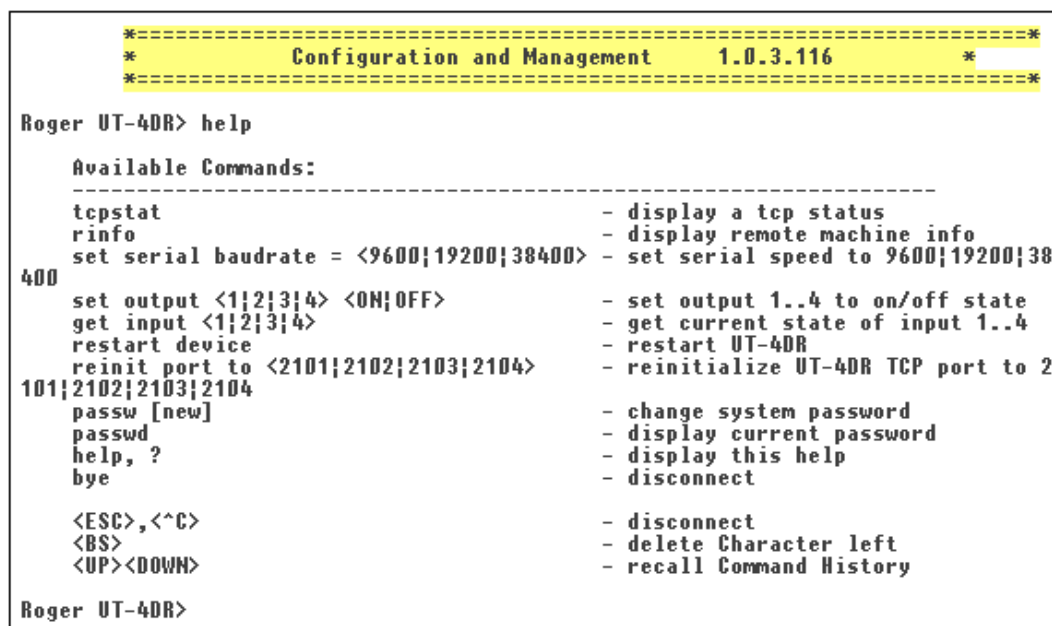 *==============================================================*
* Configuration and Management 1.0.3.116 *
*==============================================================*
Roger UT-4DR> help
Available Commands:
--------------------------------------------------------------------
tcpstat - display a tcp status
rinfo - display remote machine info
set serial baudrate = <9600¦19200¦38400> - set serial speed to 9600¦19200¦38
400
set output <1¦2¦3¦4> <ON¦OFF> - set output 1..4 to on/off state
get input <1¦2¦3¦4> - get current state of input 1..4
restart device - restart UT-4DR
reinit port to <2101¦2102¦2103¦2104> - reinitialize UT-4DR TCP port to 2
101¦2102¦2103¦2104
passw [new] - change system password
passwd - display current password
help, ? - display this help
bye - disconnect
<ESC>,<^C> - disconnect
<BS> - delete Character left
<UP><DOWN> - recall Command History
Roger UT-4DR>